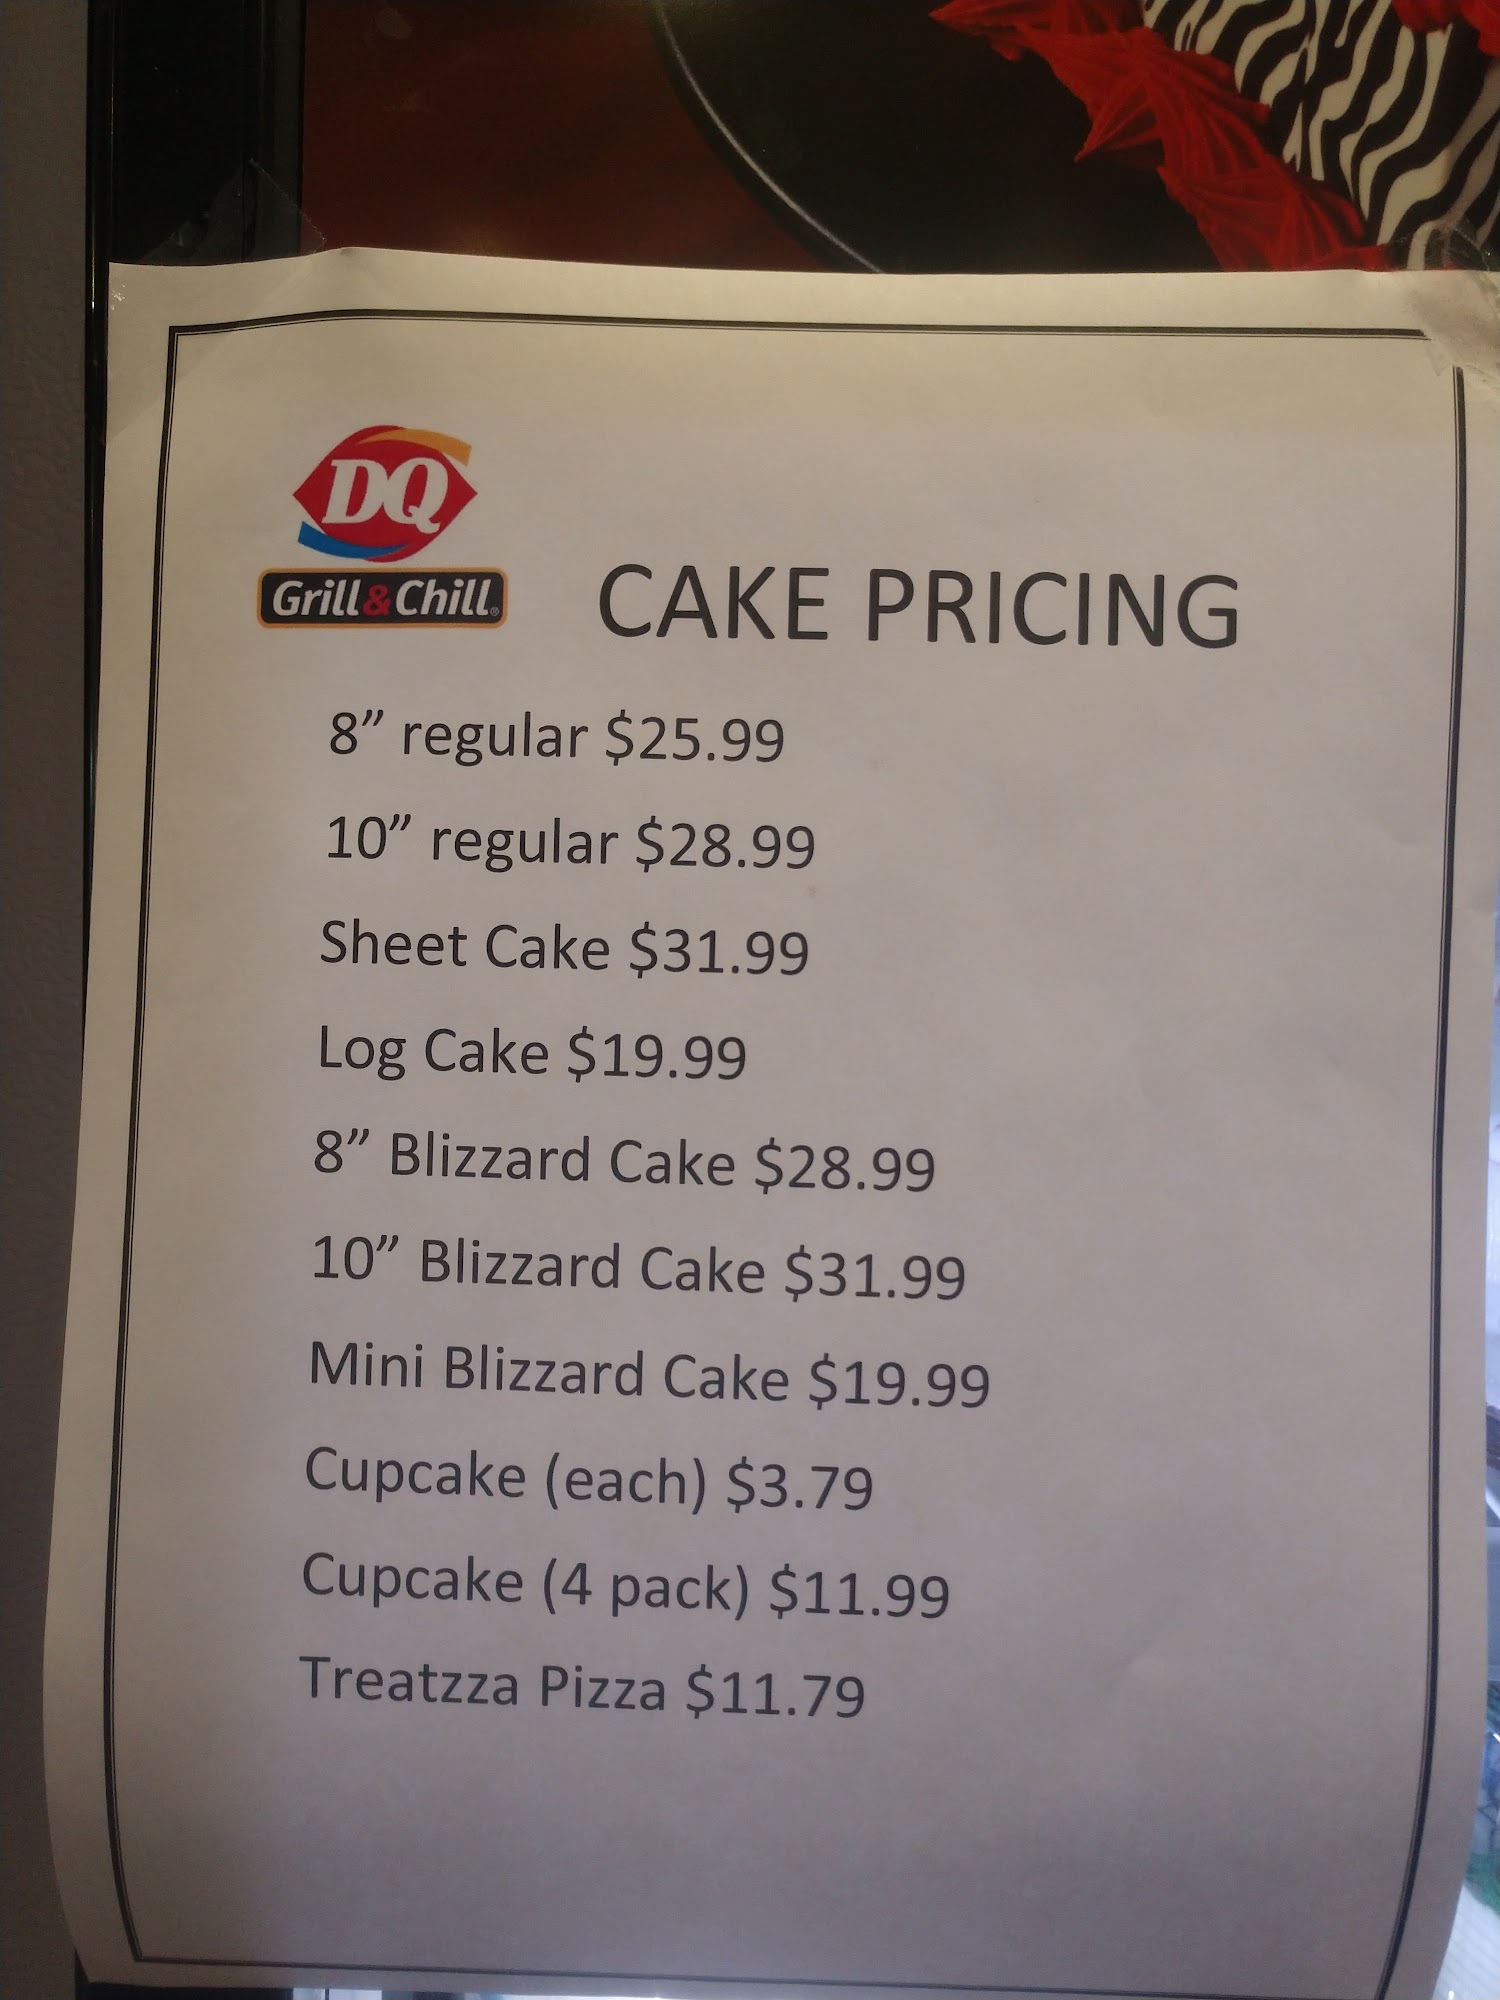 DQ
Grill & Chill®
CAKE PRICING
8” regular $25.99
10” regular $28.99
Sheet Cake $31.99
Log Cake $19.99
8” Blizzard Cake $28.99
10” Blizzard Cake $31.99
Mini Blizzard Cake $19.99
Cupcake (each) $3.79
Cupcake (4 pack) $11.99
Treatzza Pizza $11.79